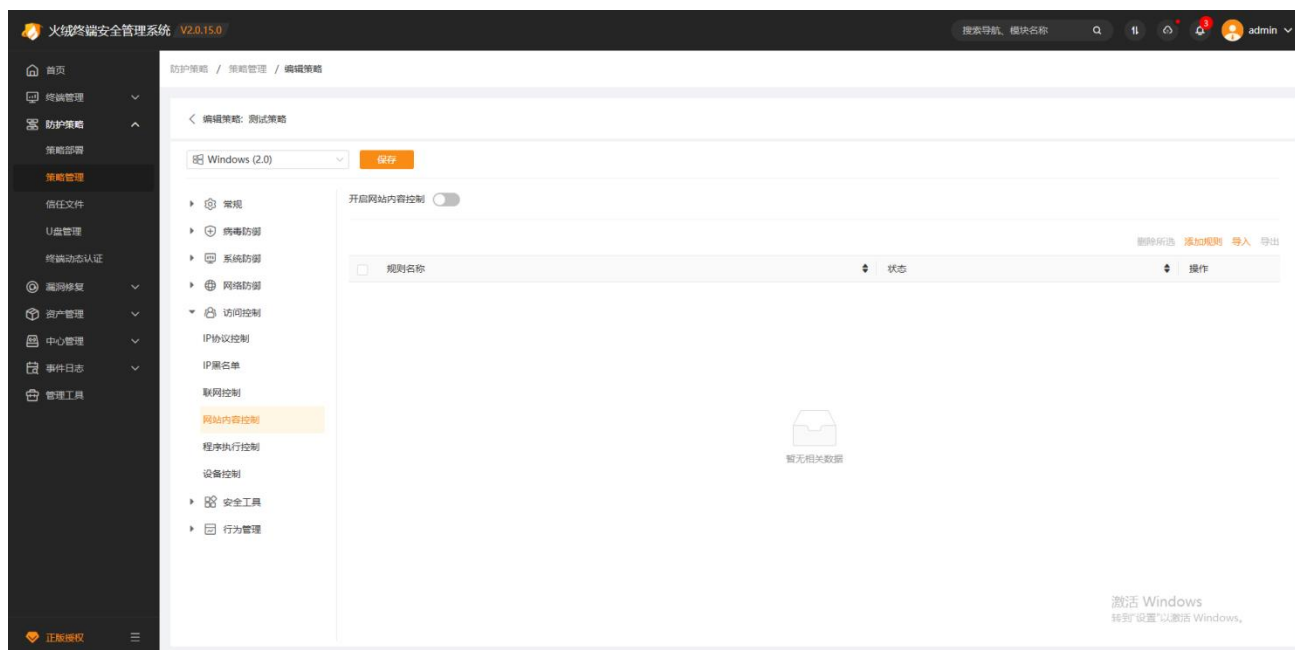 火绒终端安全管理系统 V2.0.15.0
搜索导航、模块名称
3
admin
首页
终端管理
防护策略
策略部署
策略管理
信任文件
U盘管理
终端动态认证
漏洞修复
资产管理
中心管理
事件日志
管理工具
正版授权
防护策略 / 策略管理 / 编辑策略
编辑策略: 测试策略
Windows (2.0)
保存
常规
病毒防御
系统防御
网络防御
访问控制
IP协议控制
IP黑名单
联网控制
网站内容控制
程序执行控制
设备控制
安全工具
行为管理
开启网站内容控制
删除所选 添加规则 导入 导出
规则名称 状态 操作
暂无相关数据
激活 Windows
转到"设置"以激活 Windows。